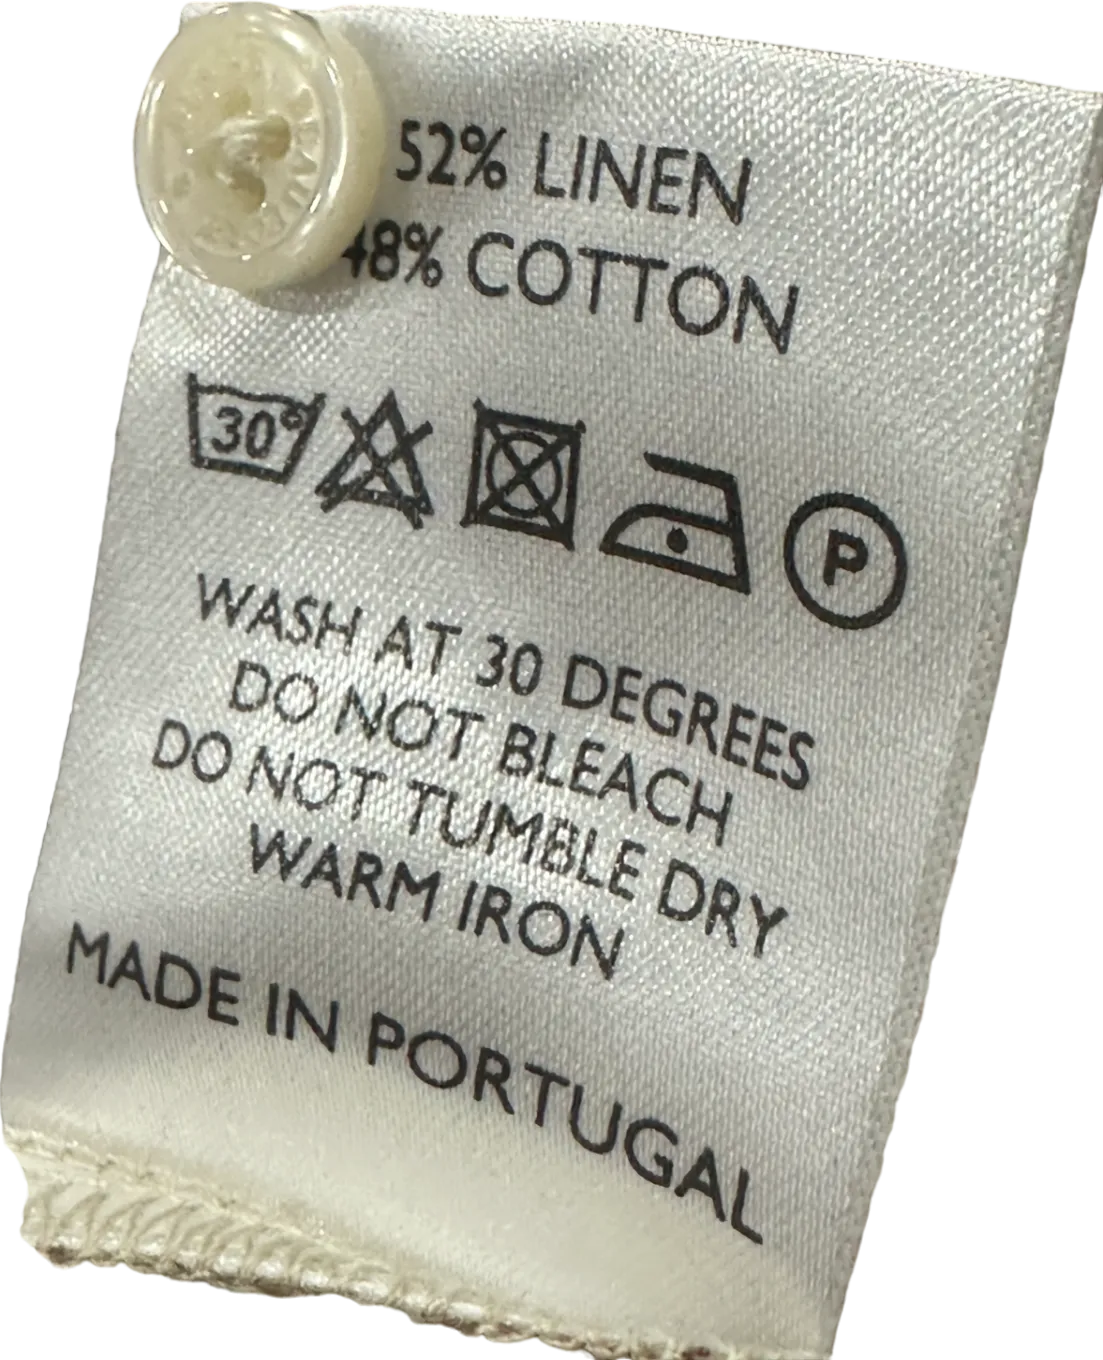 52% LINEN
48% COTTON
30°
P
WASH AT 30 DEGREES
DO NOT BLEACH
DO NOT TUMBLE DRY
WARM IRON
MADE IN PORTUGAL